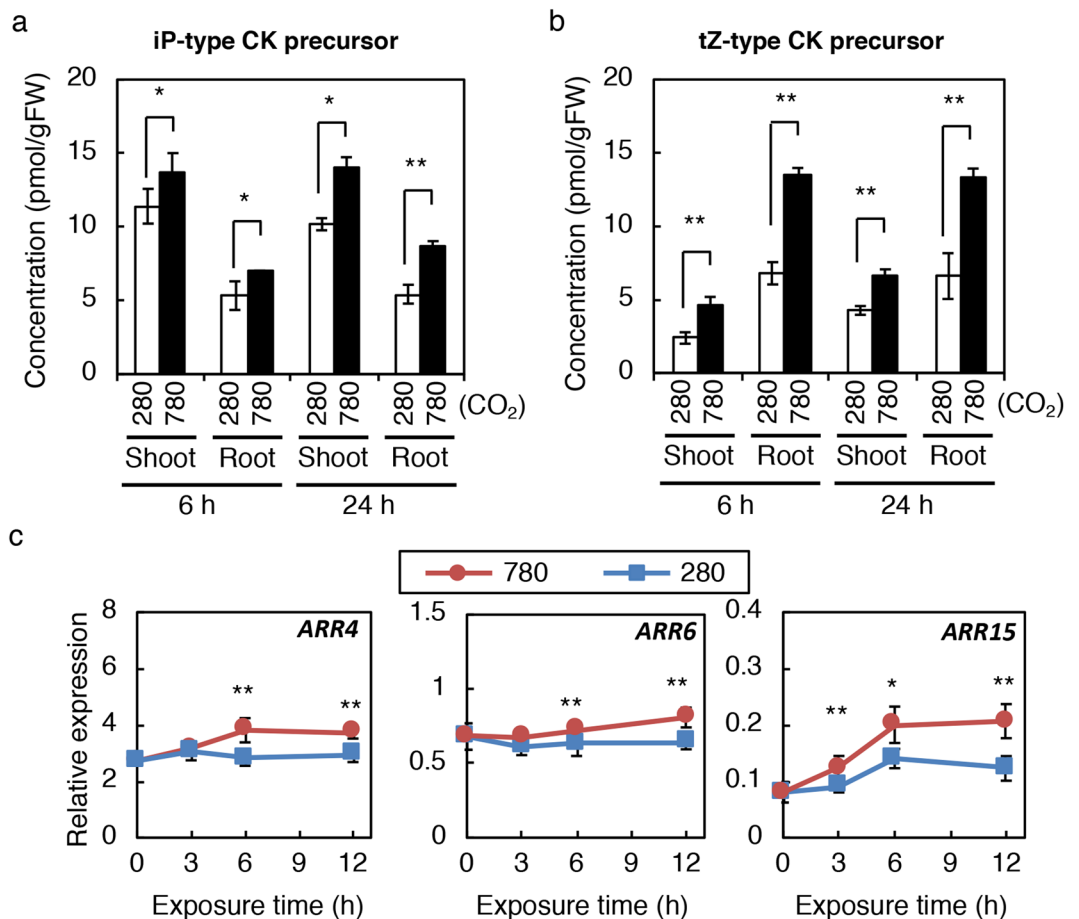 a
iP-type CK precursor
Concentration (pmol/gFW)
20
15
10
5
0
* * * **
280 780 280 780 280 780 280 780 (CO₂)
Shoot Root Shoot Root
6 h 24 h
b
tZ-type CK precursor
Concentration (pmol/gFW)
20
15
10
5
0
** ** ** **
280 780 280 780 280 780 280 780 (CO₂)
Shoot Root Shoot Root
6 h 24 h
c
780 280
Relative expression
ARR4
8
6
4
2
0
** **
0 3 6 9 12
Exposure time (h)
ARR6
1.5
1
0.5
0
** **
0 3 6 9 12
Exposure time (h)
ARR15
0.4
0.3
0.2
0.1
0
** * **
0 3 6 9 12
Exposure time (h)